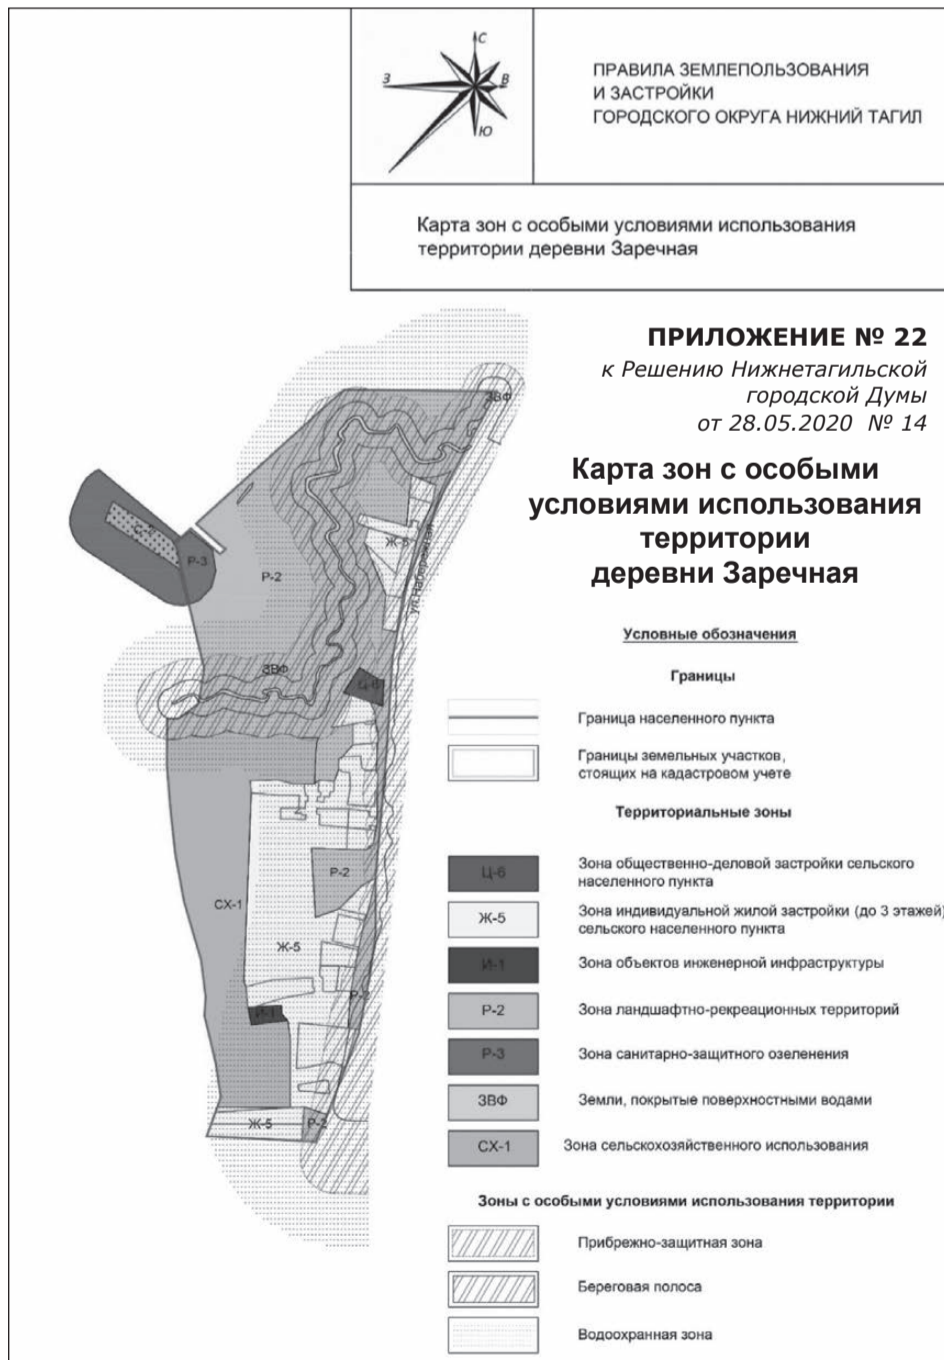 С
З
В
Ю
ПРАВИЛА ЗЕМЛЕПОЛЬЗОВАНИЯ
И ЗАСТРОЙКИ
ГОРОДСКОГО ОКРУГА НИЖНИЙ ТАГИЛ
Карта зон с особыми условиями использования
территории деревни Заречная
ПРИЛОЖЕНИЕ № 22
к Решению Нижнетагильской
городской Думы
от 28.05.2020 № 14
Карта зон с особыми
условиями использования
территории
деревни Заречная
ЗВФ
Ж-5
Р-3
Р-2
ул.Набережная
ЗВФ
Ц-6
Р-2
СХ-1
Ж-5
Р-2
И-1
Ж-5
Р-2
Условные обозначения
Границы
Граница населенного пункта
Границы земельных участков,
стоящих на кадастровом учете
Территориальные зоны
Ц-6
Зона общественно-деловой застройки сельского
населенного пункта
Ж-5
Зона индивидуальной жилой застройки (до 3 этажей)
сельского населенного пункта
И-1
Зона объектов инженерной инфраструктуры
Р-2
Зона ландшафтно-рекреационных территорий
Р-3
Зона санитарно-защитного озеленения
ЗВФ
Земли, покрытые поверхностными водами
СХ-1
Зона сельскохозяйственного использования
Зоны с особыми условиями использования территории
Прибрежно-защитная зона
Береговая полоса
Водоохранная зона